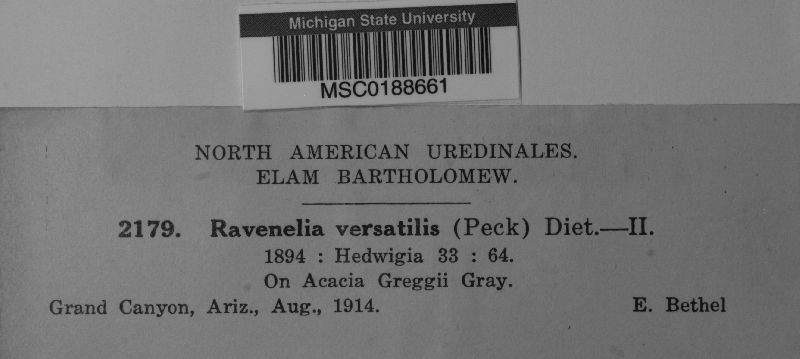 Michigan State University
MSC0188661
NORTH AMERICAN UREDINALES.
ELAM BARTHOLOMEW.
2179. Ravenelia versatilis (Peck) Diet.—II.
1894 : Hedwigia 33 : 64.
On Acacia Greggii Gray.
Grand Canyon, Ariz., Aug., 1914. E. Bethel